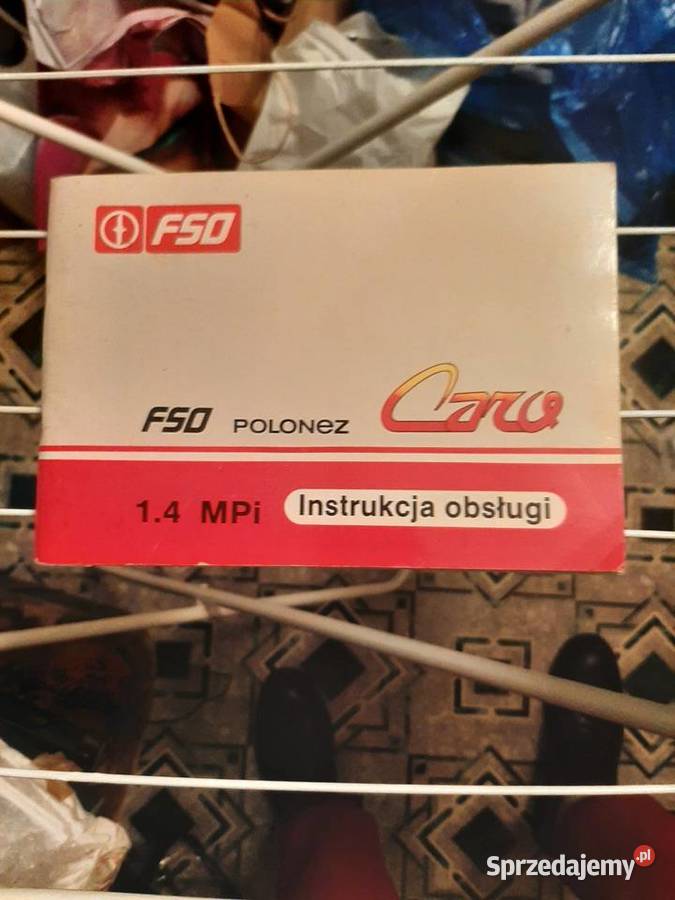 FSO
FSO POLONEZ Caro
1.4 MPi Instrukcja obsługi
Sprzedajemy.pl